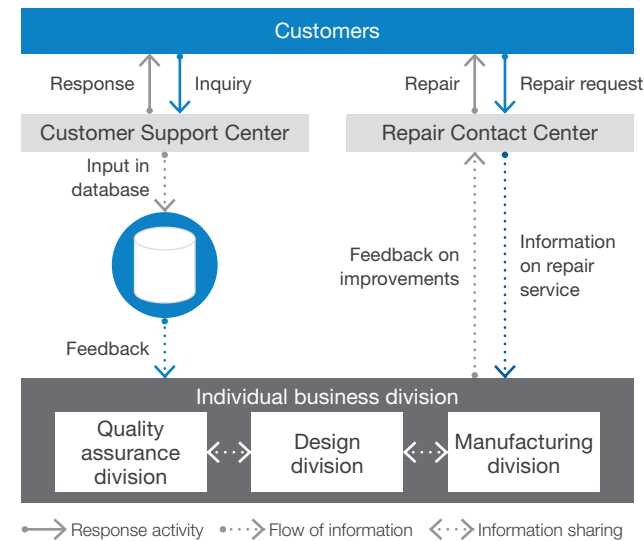 Customers
Response
Inquiry
Repair
Repair request
Customer Support Center
Repair Contact Center
Input in
database
Feedback on
improvements
Information
on repair
service
Feedback
Individual business division
Quality
assurance
division
Design
division
Manufacturing
division
Response activity
Flow of information
Information sharing